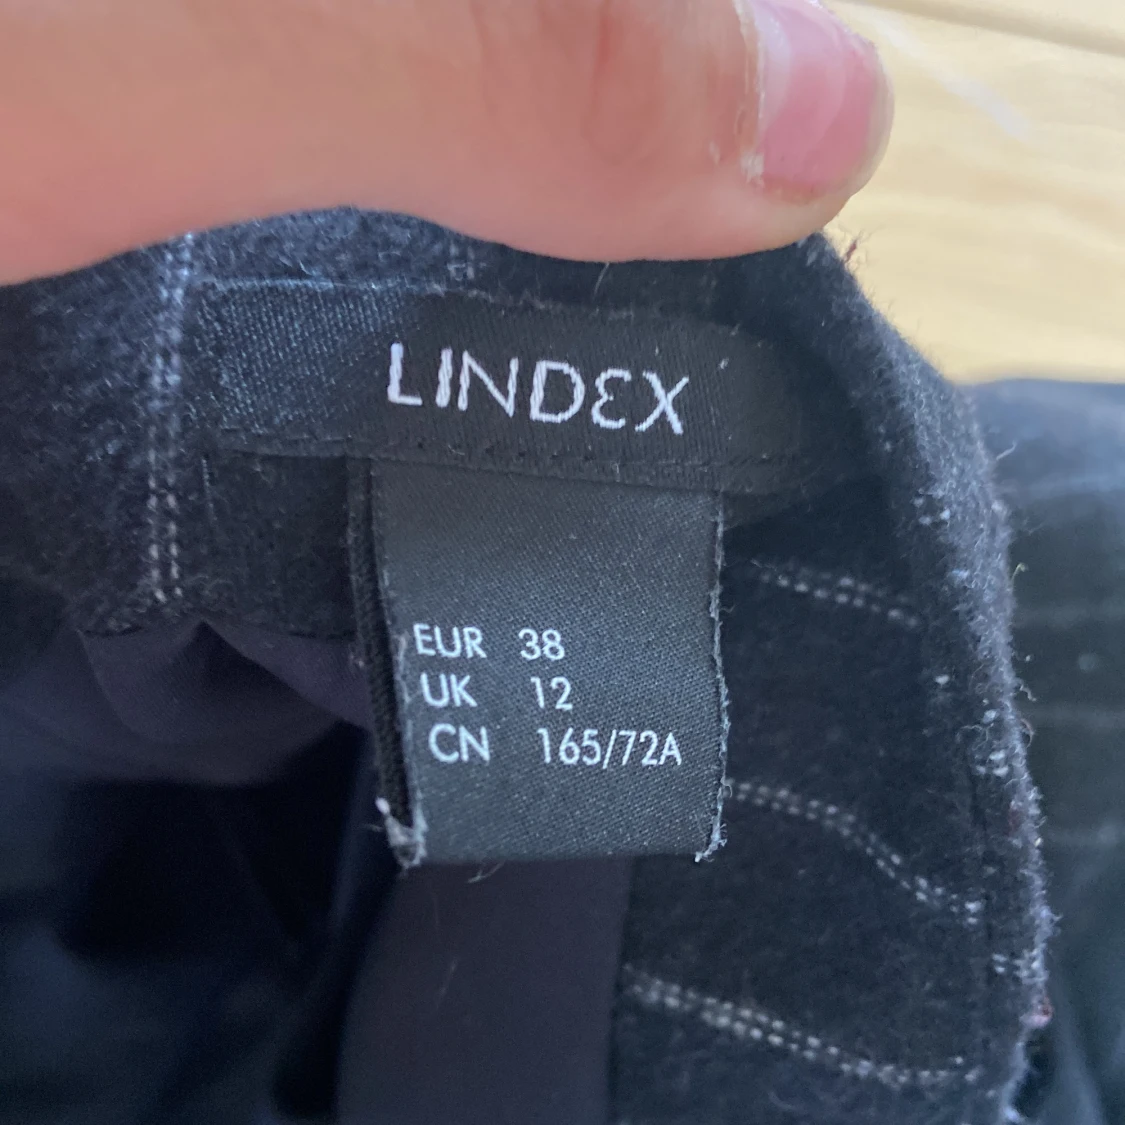 LINDEX
EUR 38
UK 12
CN 165/72A